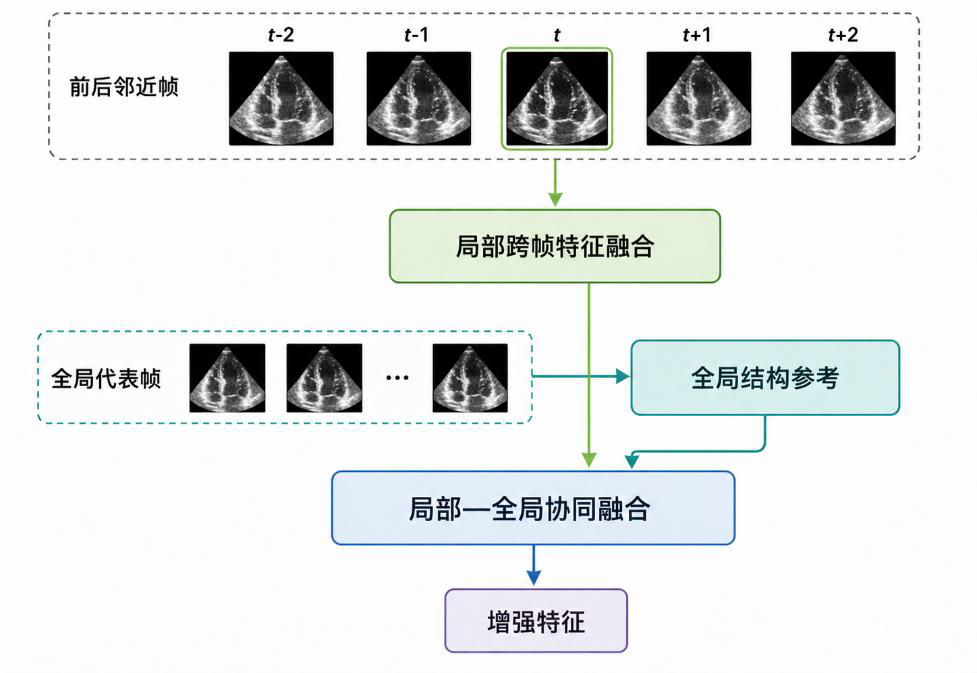 t-2 t-1 t t+1 t+2
前后邻近帧
局部跨帧特征融合
全局代表帧 ··· 全局结构参考
局部—全局协同融合
增强特征